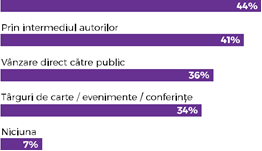 44%
Prin intermediul autorilor
41%
Vânzare direct către public
36%
Târguri de carte / evenimente / conferințe
34%
Niciuna
7%